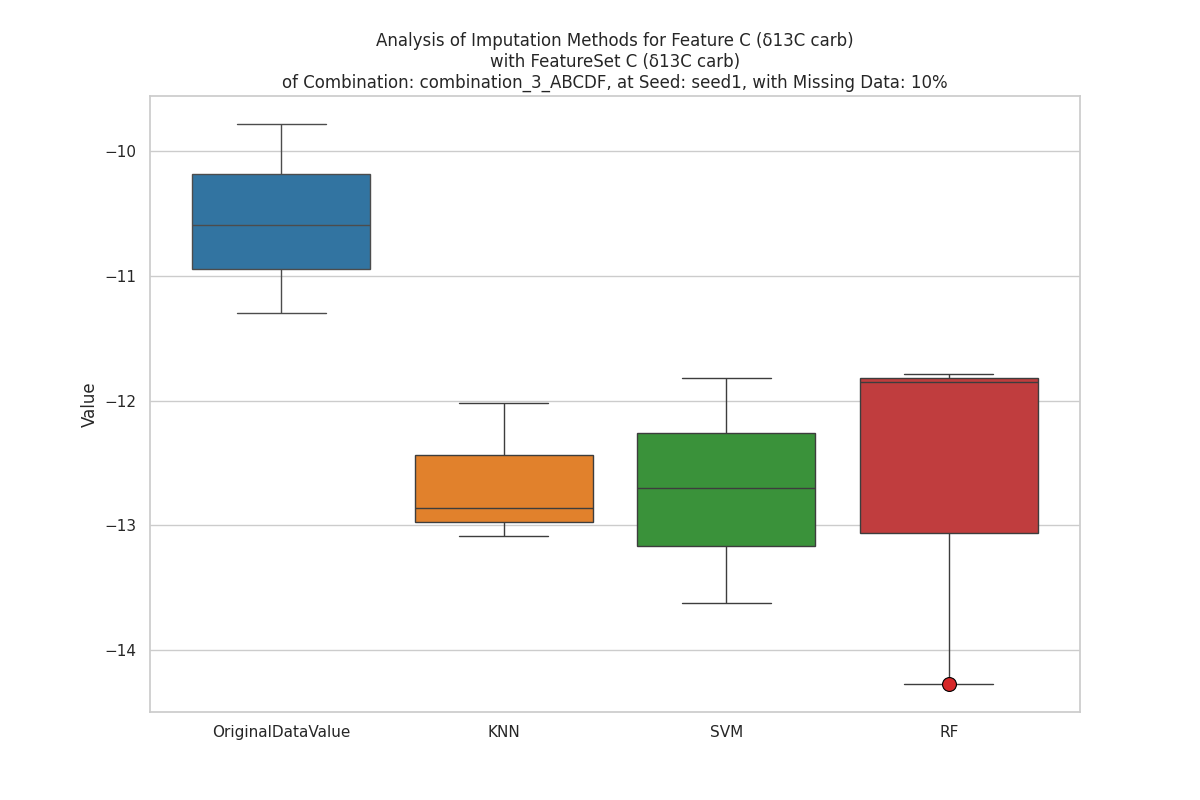 Analysis of Imputation Methods for Feature C (δ13C carb)
with FeatureSet C (δ13C carb)
of Combination: combination_3_ABCDF, at Seed: seed1, with Missing Data: 10%
−10
−11
−12
−13
−14
Value
OriginalDataValue
KNN
SVM
RF